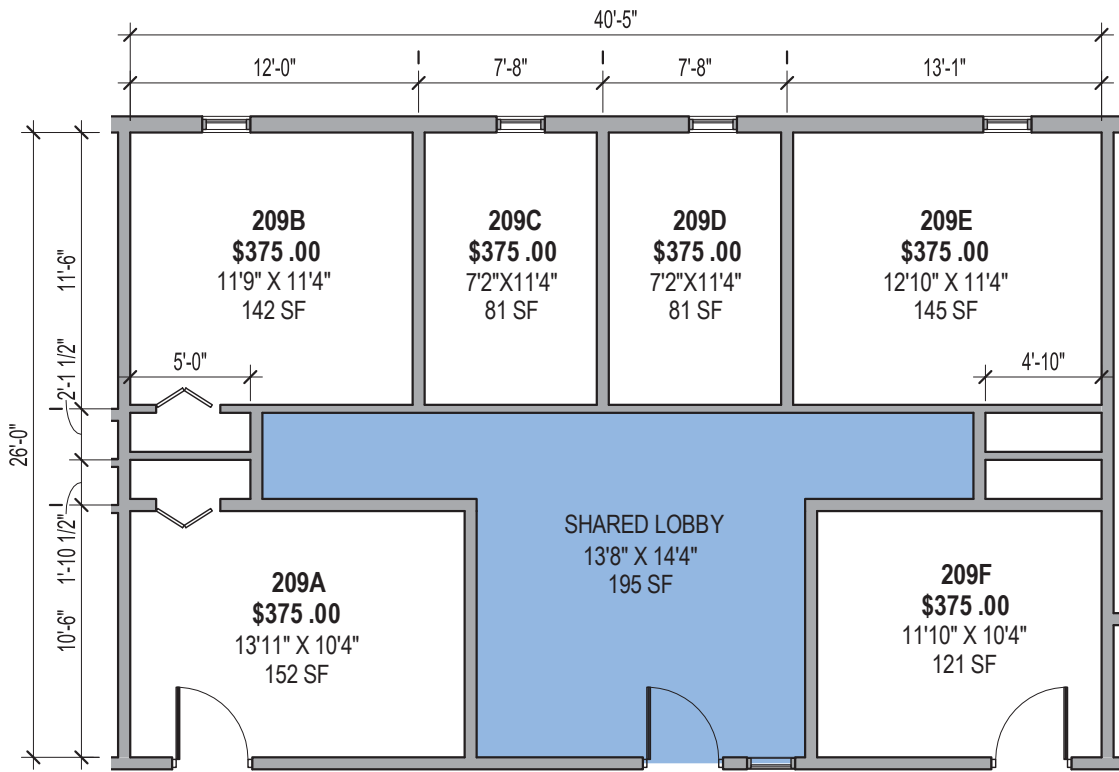 40'-5"
12'-0"
7'-8"
7'-8"
13'-1"
209B
$375 .00
11'9" X 11'4"
142 SF
209C
$375 .00
7'2"X11'4"
81 SF
209D
$375 .00
7'2"X11'4"
81 SF
209E
$375 .00
12'10" X 11'4"
145 SF
11'-6"
5'-0"
4'-10"
2'-1 1/2"
26'-0"
1'-10 1/2"
10'-6"
SHARED LOBBY
13'8" X 14'4"
195 SF
209A
$375 .00
13'11" X 10'4"
152 SF
209F
$375 .00
11'10" X 10'4"
121 SF